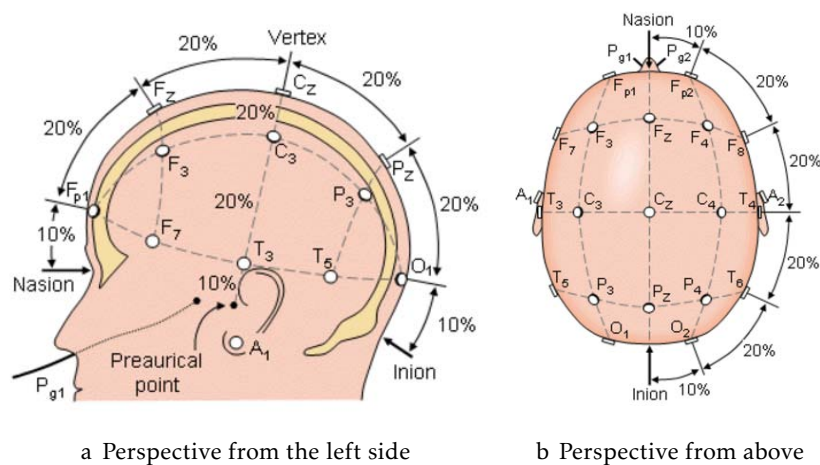 Vertex
20%
20%
Fz
Cz
20%
20%
Fp1
F3
C3
Pz
P3
20%
20%
10%
F7
T3
T5
O1
Nasion
10%
10%
Preaurical
point
A1
Inion
Pg1
a Perspective from the left side
Nasion
10%
Pg1
Pg2
Fp1
Fp2
20%
F7
F3
Fz
F4
F8
20%
A1
T3
C3
Cz
C4
T4
A2
20%
T5
P3
Pz
P4
T6
O1
O2
20%
10%
Inion
b Perspective from above